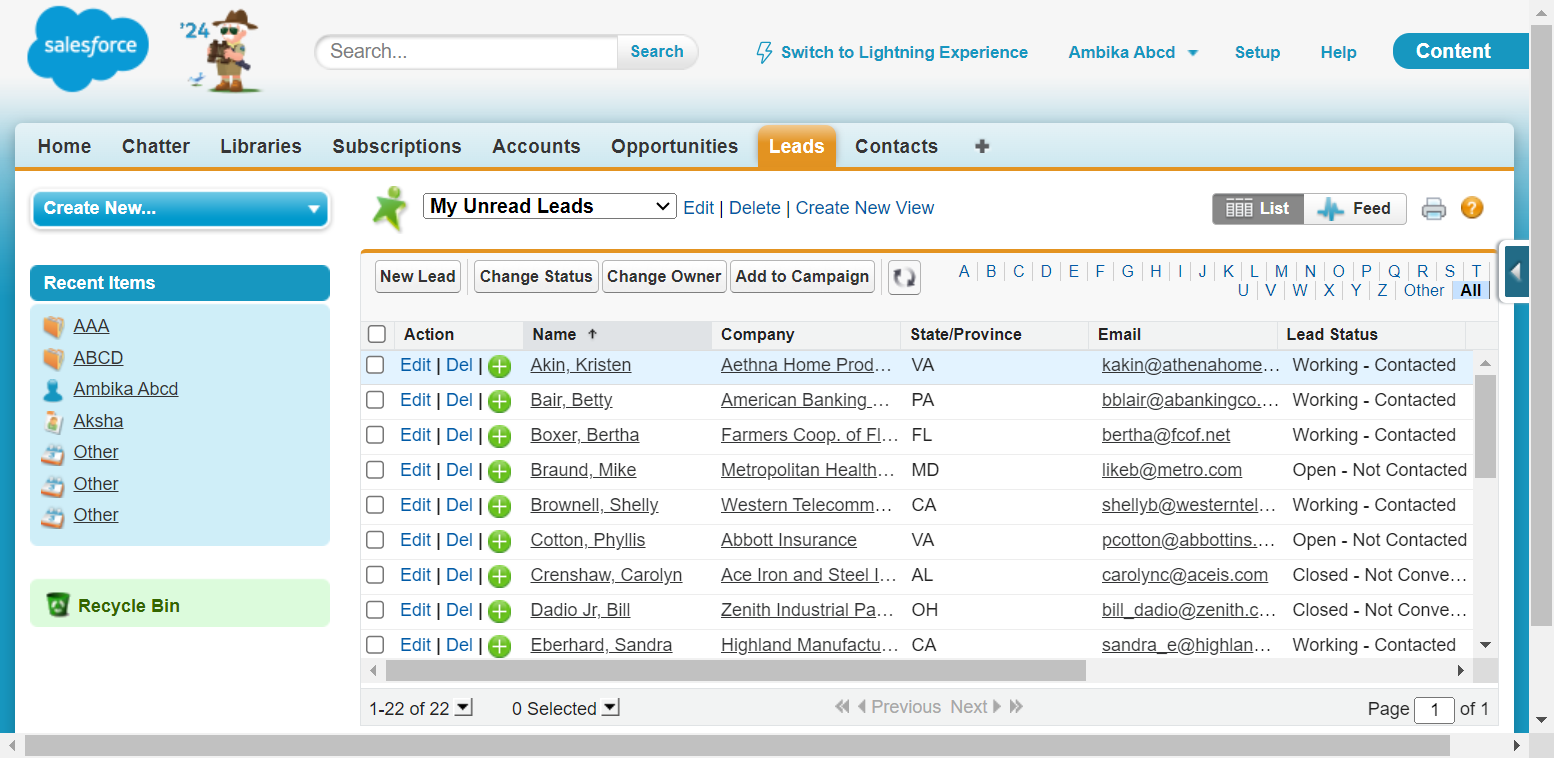 salesforce
'24
Search...
Search
Switch to Lightning Experience
Ambika Abcd
Setup
Help
Content
Home Chatter Libraries Subscriptions Accounts Opportunities Leads Contacts
Create New...
Recent Items
AAA
ABCD
Ambika Abcd
Aksha
Other
Other
Other
Recycle Bin
My Unread Leads Edit | Delete | Create New View
List Feed
New Lead Change Status Change Owner Add to Campaign
A B C D E F G H I J K L M N O P Q R S T
U V W X Y Z Other All
Action Name Company State/Province Email Lead Status
Edit | Del | Akin, Kristen Aethna Home Prod… VA kakin@athenahome… Working - Contacted
Edit | Del | Bair, Betty American Banking … PA bblair@abankingco.… Working - Contacted
Edit | Del | Boxer, Bertha Farmers Coop. of Fl… FL bertha@fcof.net Working - Contacted
Edit | Del | Braund, Mike Metropolitan Health… MD likeb@metro.com Open - Not Contacted
Edit | Del | Brownell, Shelly Western Telecomm… CA shellyb@westerntel… Working - Contacted
Edit | Del | Cotton, Phyllis Abbott Insurance VA pcotton@abbottins.… Open - Not Contacted
Edit | Del | Crenshaw, Carolyn Ace Iron and Steel I… AL carolync@aceis.com Closed - Not Conve…
Edit | Del | Dadio Jr, Bill Zenith Industrial Pa… OH bill_dadio@zenith.c… Closed - Not Conve…
Edit | Del | Eberhard, Sandra Highland Manufactu… CA sandra_e@highlan… Working - Contacted
1-22 of 22 0 Selected Previous Next Page 1 of 1